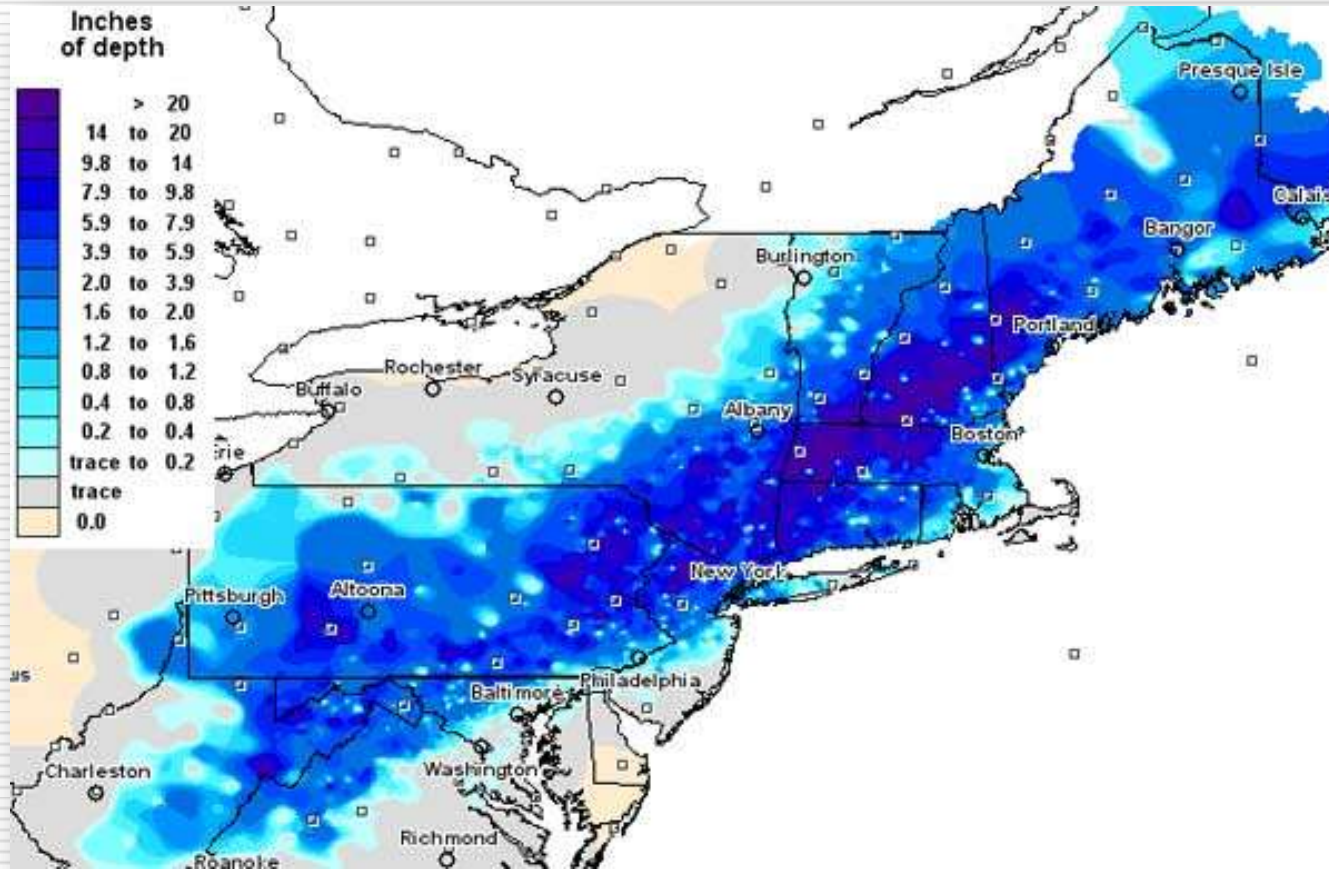 Inches
of depth
> 20
14 to 20
9.8 to 14
7.9 to 9.8
5.9 to 7.9
3.9 to 5.9
2.0 to 3.9
1.6 to 2.0
1.2 to 1.6
0.8 to 1.2
0.4 to 0.8
0.2 to 0.4
trace to 0.2
trace
0.0
Presque Isle
Calais
Bangor
Burlington
Portland
Rochester
Syracuse
Buffalo
Albany
Boston
Erie
New York
Pittsburgh
Altoona
us
Philadelphia
Baltimore
Washington
Charleston
Richmond
Roanoke